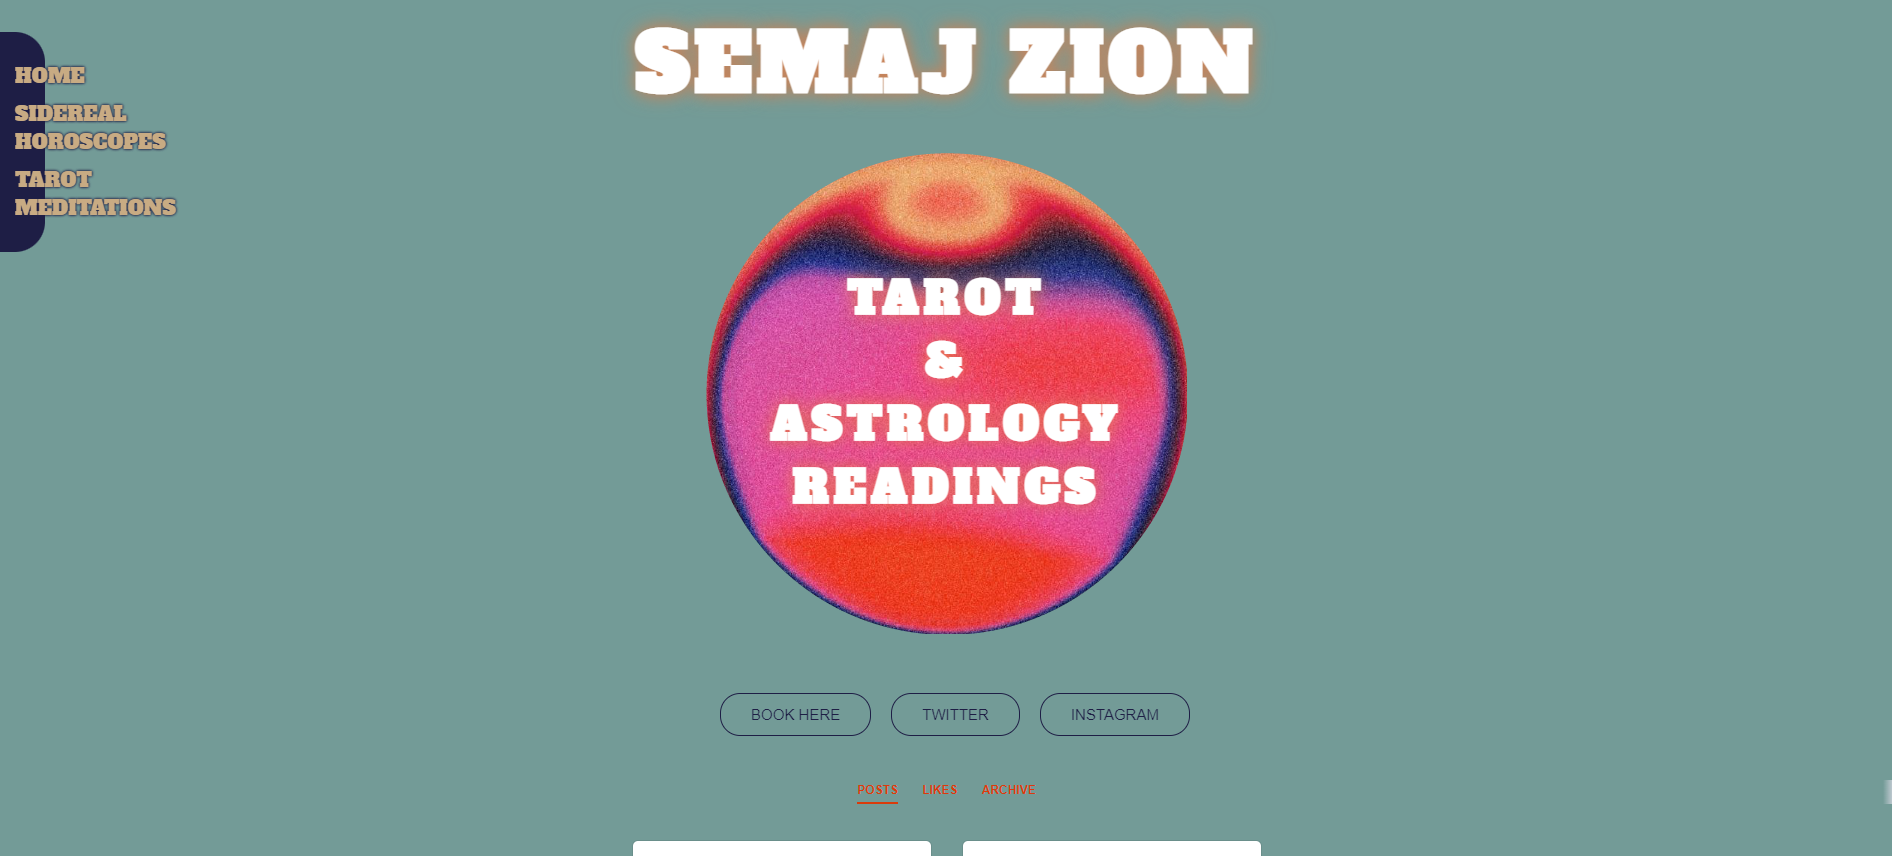 SEMAJ ZION
HOME
SIDEREAL
HOROSCOPES
TAROT
MEDITATIONS
TAROT
&
ASTROLOGY
READINGS
BOOK HERE
TWITTER
INSTAGRAM
POSTS
LIKES
ARCHIVE